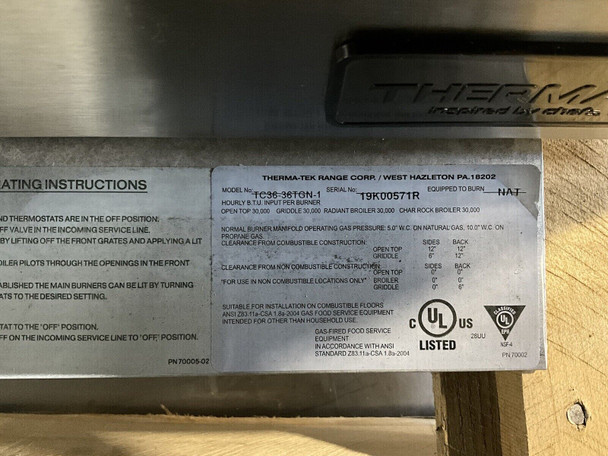 THERMA
inspired by chefs
ATING INSTRUCTIONS
ND THERMOSTATS ARE IN THE OFF POSITION:
OFF VALVE IN THE INCOMING SERVICE LINE.
BY LIFTING OFF THE FRONT GRATES AND APPLYING A LIT
OILER PILOTS THROUGH THE OPENINGS IN THE FRONT
ABLISHED THE MAIN BURNERS CAN BE LIT BY TURNING
ATS TO THE DESIRED SETTING.
STAT TO THE 'OFF' POSITION.
OFF ON THE INCOMING SERVICE LINE TO 'OFF', POSITION.
PN70005-02
THERMA-TEK RANGE CORP. / WEST HAZLETON PA.18202
MODEL No. TC36-36TGN-1 SERIAL No: 19K00571R EQUIPPED TO BURN NAT
HOURLY B.T.U. INPUT PER BURNER
OPEN TOP 30,000 GRIDDLE 30,000 RADIANT BROILER 30,000 CHAR ROCK BROILER 30,000
NORMAL BURNER MANIFOLD OPERATING GAS PRESSURE: 5.0" W.C. ON NATURAL GAS, 10.0" W.C. ON
PROPANE GAS.
CLEARANCE FROM COMBUSTIBLE CONSTRUCTION: SIDES BACK
OPEN TOP 12" 12"
GRIDDLE 6" 12"
CLEARANCE FROM NON COMBUSTIBLE CONSTRUCTION SIDES BACK
OPEN TOP 0" 0"
*FOR USE IN NON COMBUSTIBLE LOCATIONS ONLY* BROILER 0" 0"
GRIDDLE 0" 6"
SUITABLE FOR INSTALLATION ON COMBUSTIBLE FLOORS
ANSI Z83.11a-CSA 1.8a-2004 GAS FOOD SERVICE EQUIPMENT
INTENDED FOR OTHER THAN HOUSEHOLD USE.
GAS-FIRED FOOD SERVICE
EQUIPMENT
IN ACCORDANCE WITH ANSI
STANDARD Z83.11a-CSA 1.8a-2004
C UL US
LISTED
28UU
CLASSIFIED
PN 70002